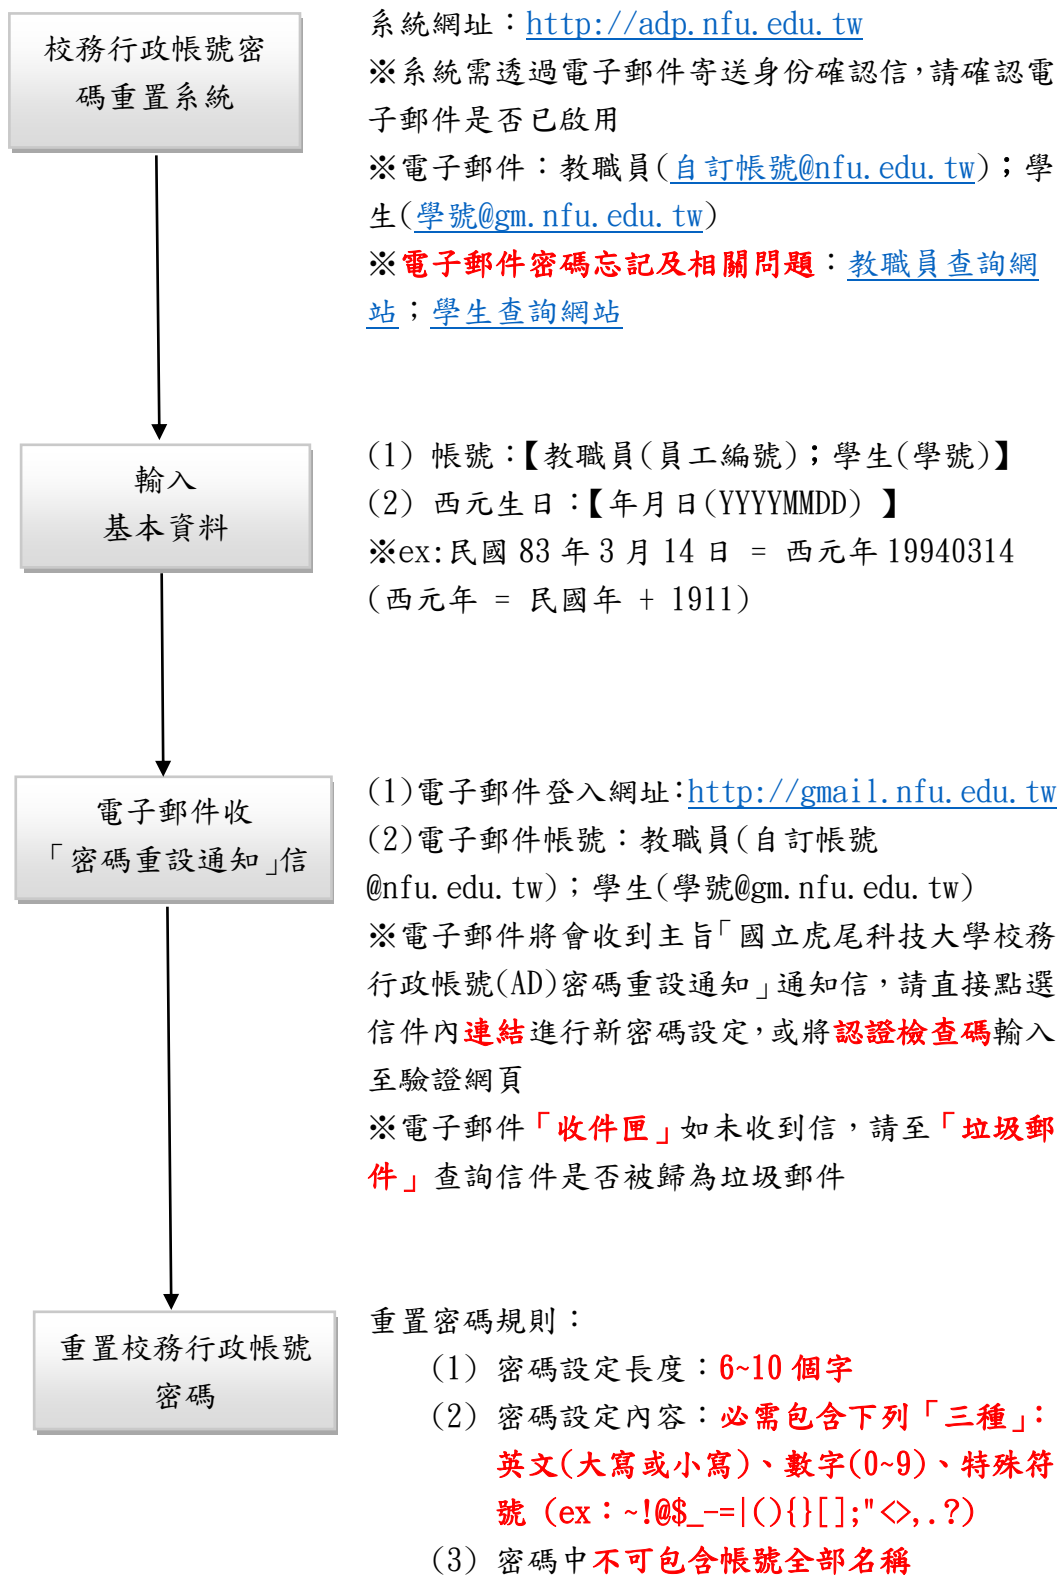 校務行政帳號密
碼重置系統
系統網址：http://adp.nfu.edu.tw
※系統需透過電子郵件寄送身份確認信，請確認電
子郵件是否已啟用
※電子郵件：教職員(自訂帳號@nfu.edu.tw)；學
生(學號@gm.nfu.edu.tw)
※電子郵件密碼忘記及相關問題：教職員查詢網
站；學生查詢網站
輸入
基本資料
(1) 帳號：【教職員(員工編號)；學生(學號)】
(2) 西元生日：【年月日(YYYYMMDD) 】
※ex:民國 83 年 3 月 14 日 = 西元年 19940314
(西元年 = 民國年 + 1911)
電子郵件收
「密碼重設通知」信
(1)電子郵件登入網址：http://gmail.nfu.edu.tw
(2)電子郵件帳號：教職員(自訂帳號
@nfu.edu.tw)；學生(學號@gm.nfu.edu.tw)
※電子郵件將會收到主旨「國立虎尾科技大學校務
行政帳號(AD)密碼重設通知」通知信，請直接點選
信件內連結進行新密碼設定，或將認證檢查碼輸入
至驗證網頁
※電子郵件「收件匣」如未收到信，請至「垃圾郵
件」查詢信件是否被歸為垃圾郵件
重置校務行政帳號
密碼
重置密碼規則：
(1) 密碼設定長度：6~10 個字
(2) 密碼設定內容：必需包含下列「三種」：
英文(大寫或小寫)、數字(0~9)、特殊符
號 (ex：~!@$_-=|(){}[];"<>,.?)
(3) 密碼中不可包含帳號全部名稱